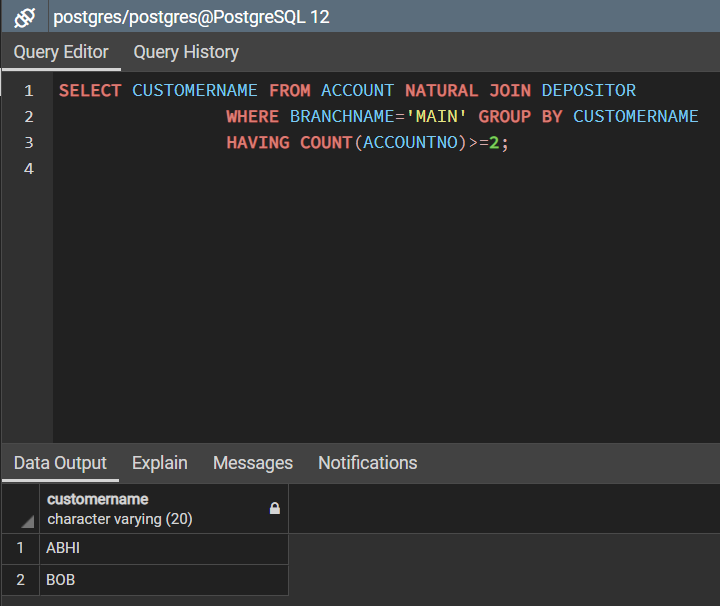 postgres/postgres@PostgreSQL 12
Query Editor Query History
1 SELECT CUSTOMERNAME FROM ACCOUNT NATURAL JOIN DEPOSITOR
2 WHERE BRANCHNAME='MAIN' GROUP BY CUSTOMERNAME
3 HAVING COUNT(ACCOUNTNO)>=2;
4
Data Output Explain Messages Notifications
customername
character varying (20)
1 ABHI
2 BOB